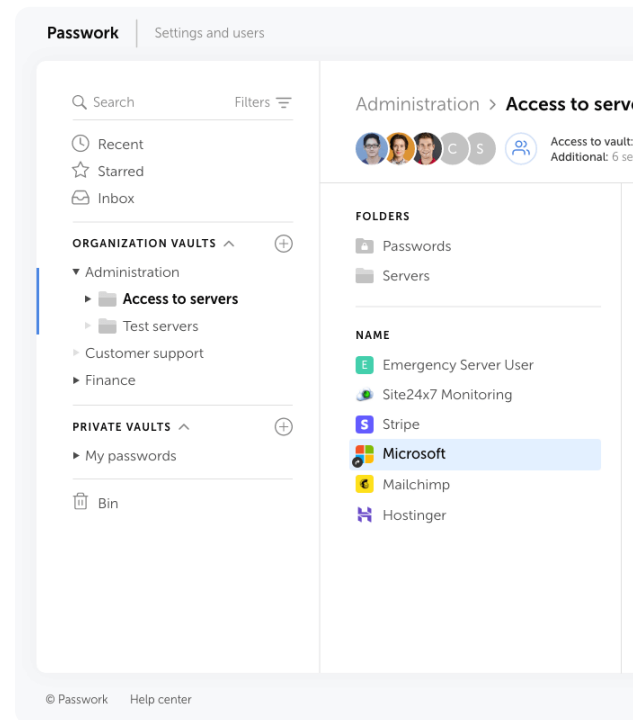 Passwork
Settings and users
Search
Filters
Recent
Starred
Inbox
ORGANIZATION VAULTS
Administration
Access to servers
Test servers
Customer support
Finance
PRIVATE VAULTS
My passwords
Bin
Administration > Access to serve
C S
Access to vault:
Additional: 6 se
FOLDERS
Passwords
Servers
NAME
E Emergency Server User
Site24x7 Monitoring
S Stripe
Microsoft
Mailchimp
Hostinger
© Passwork
Help center